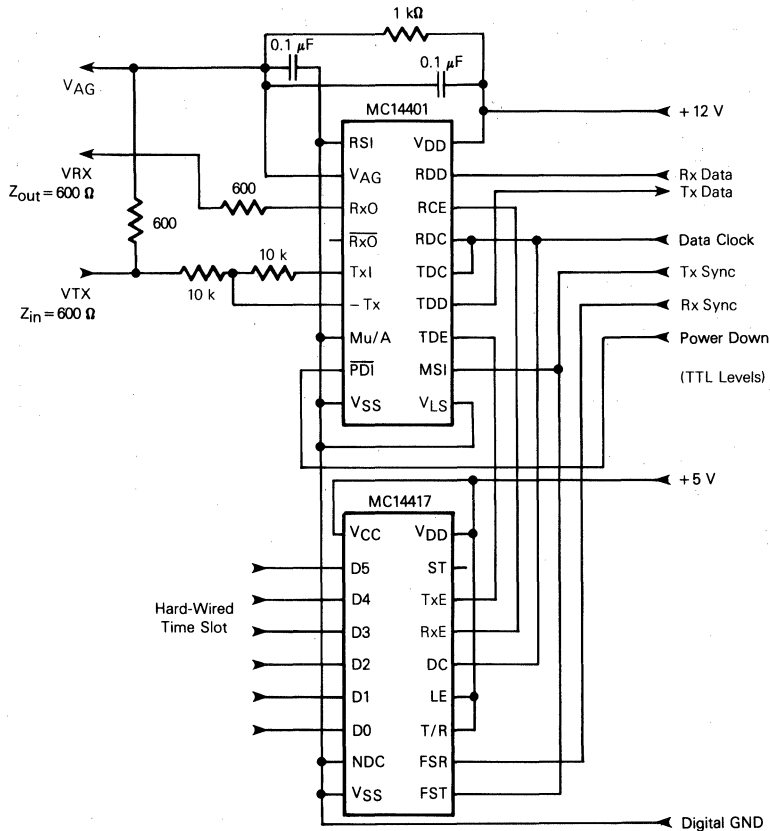 1 kΩ
0.1 μF
0.1 μF
VAG
MC14401
+12 V
RSI
VDD
VRX
Zout = 600 Ω
VAG
RDD
Rx Data
Tx Data
600
RxO
RCE
600
RxO
RDC
Data Clock
10 k
TxI
TDC
Tx Sync
VTX
Zin = 600 Ω
10 k
– Tx
TDD
Rx Sync
Mu/A
TDE
Power Down
PDI
MSI
(TTL Levels)
VSS
VLS
+5 V
MC14417
VCC
VDD
D5
ST
Hard-Wired
Time Slot
D4
TxE
D3
RxE
D2
DC
D1
LE
D0
T/R
NDC
FSR
VSS
FST
Digital GND